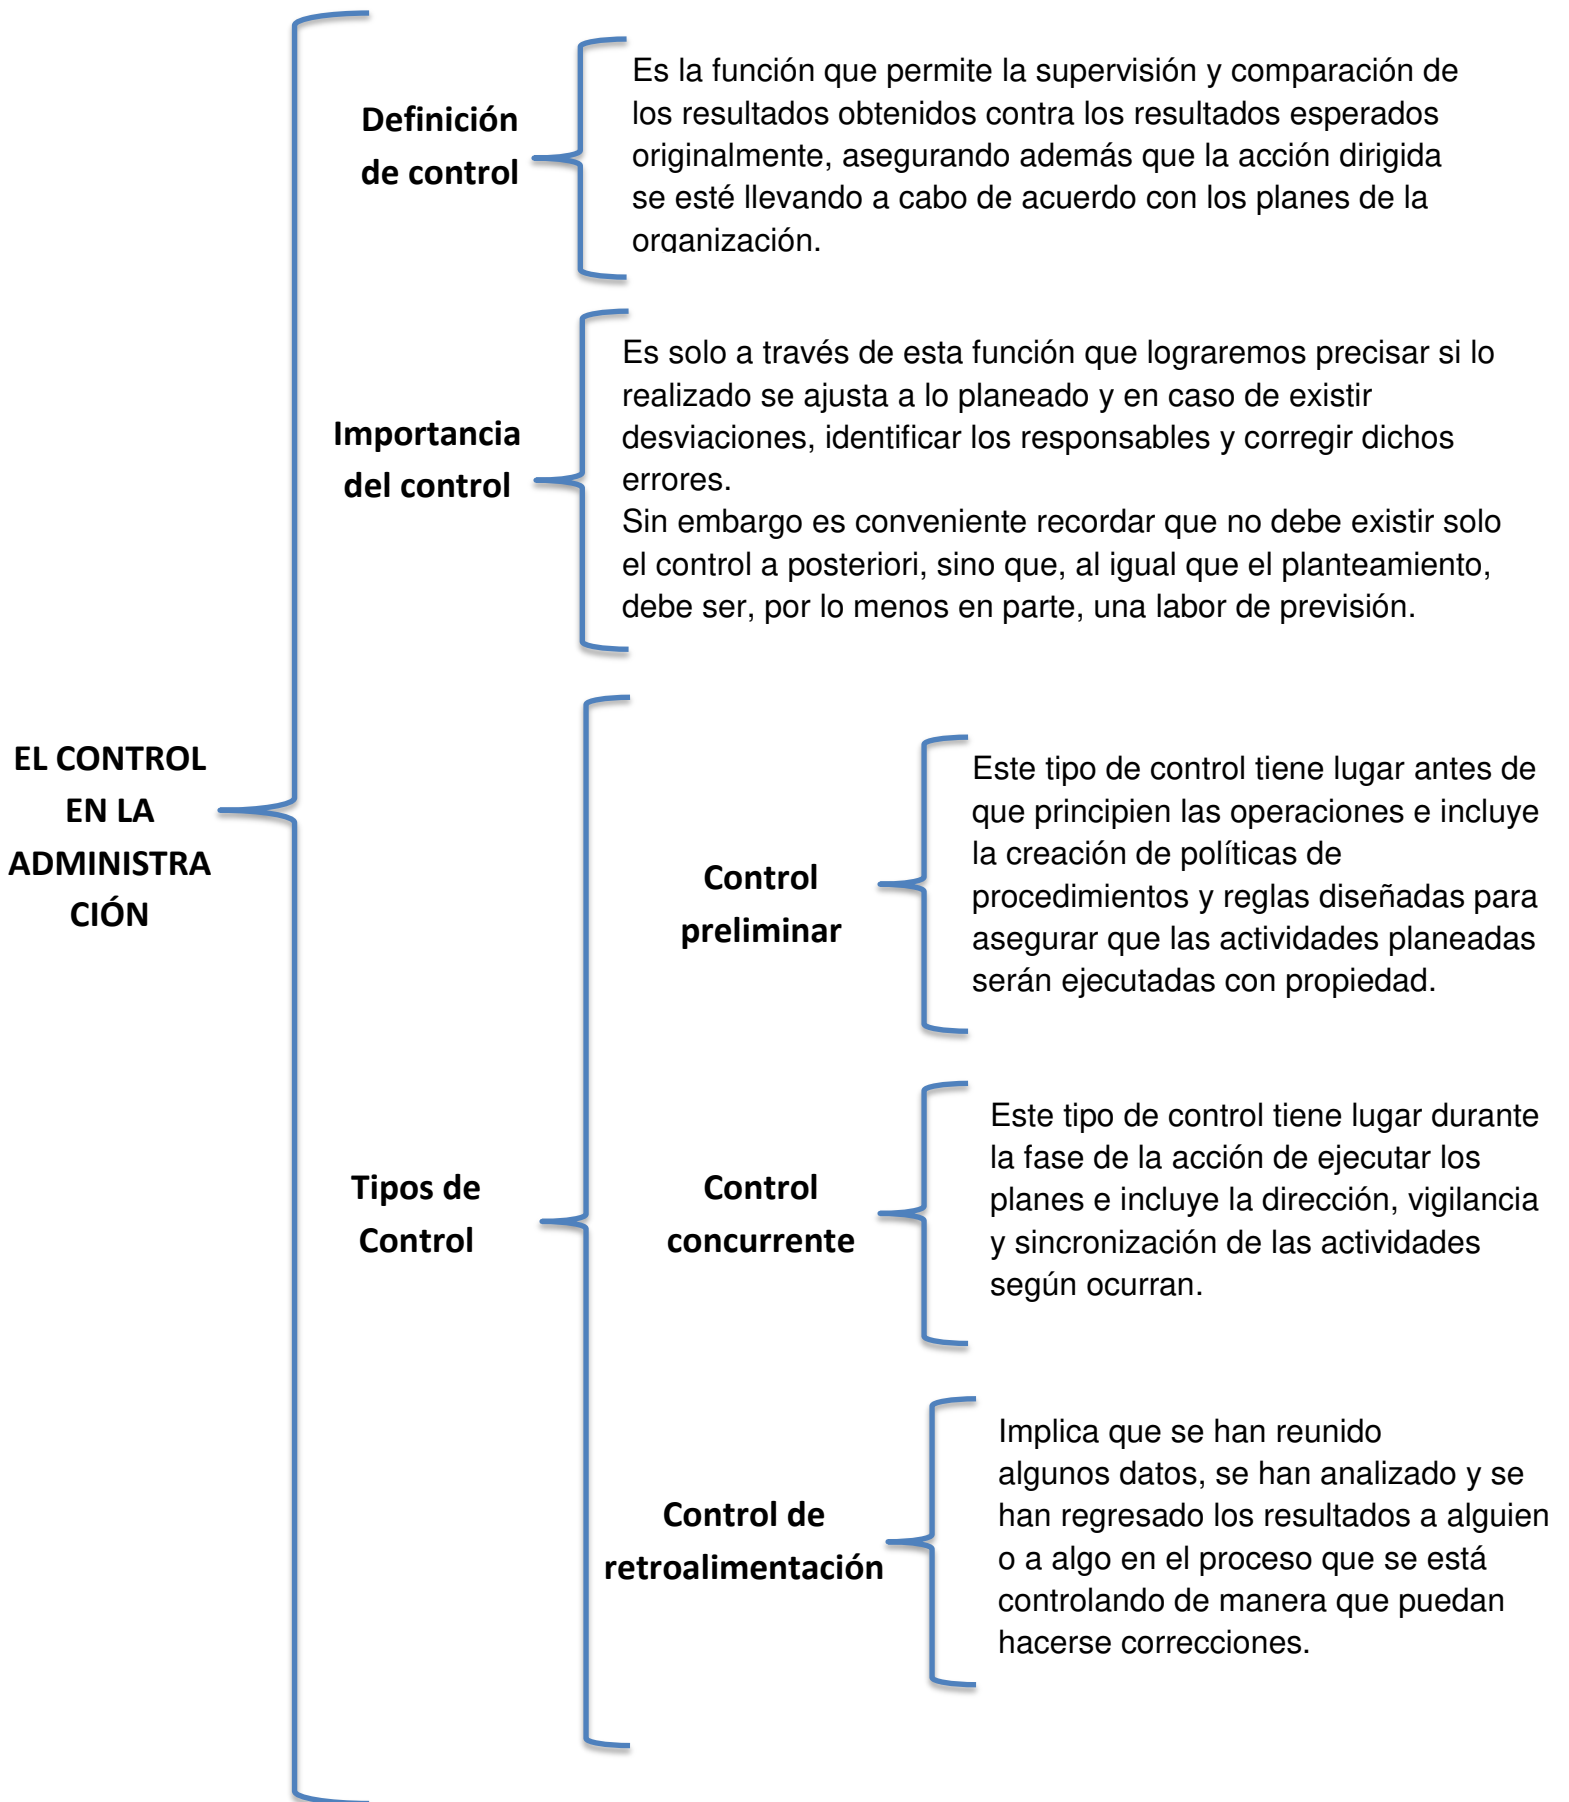 EL CONTROL
EN LA
ADMINISTRA
CIÓN
Definición
de control
Es la función que permite la supervisión y comparación de
los resultados obtenidos contra los resultados esperados
originalmente, asegurando además que la acción dirigida
se esté llevando a cabo de acuerdo con los planes de la
organización.
Importancia
del control
Es solo a través de esta función que lograremos precisar si lo
realizado se ajusta a lo planeado y en caso de existir
desviaciones, identificar los responsables y corregir dichos
errores.
Sin embargo es conveniente recordar que no debe existir solo
el control a posteriori, sino que, al igual que el planteamiento,
debe ser, por lo menos en parte, una labor de previsión.
Tipos de
Control
Control
preliminar
Este tipo de control tiene lugar antes de
que principien las operaciones e incluye
la creación de políticas de
procedimientos y reglas diseñadas para
asegurar que las actividades planeadas
serán ejecutadas con propiedad.
Control
concurrente
Este tipo de control tiene lugar durante
la fase de la acción de ejecutar los
planes e incluye la dirección, vigilancia
y sincronización de las actividades
según ocurran.
Control de
retroalimentación
Implica que se han reunido
algunos datos, se han analizado y se
han regresado los resultados a alguien
o a algo en el proceso que se está
controlando de manera que puedan
hacerse correcciones.